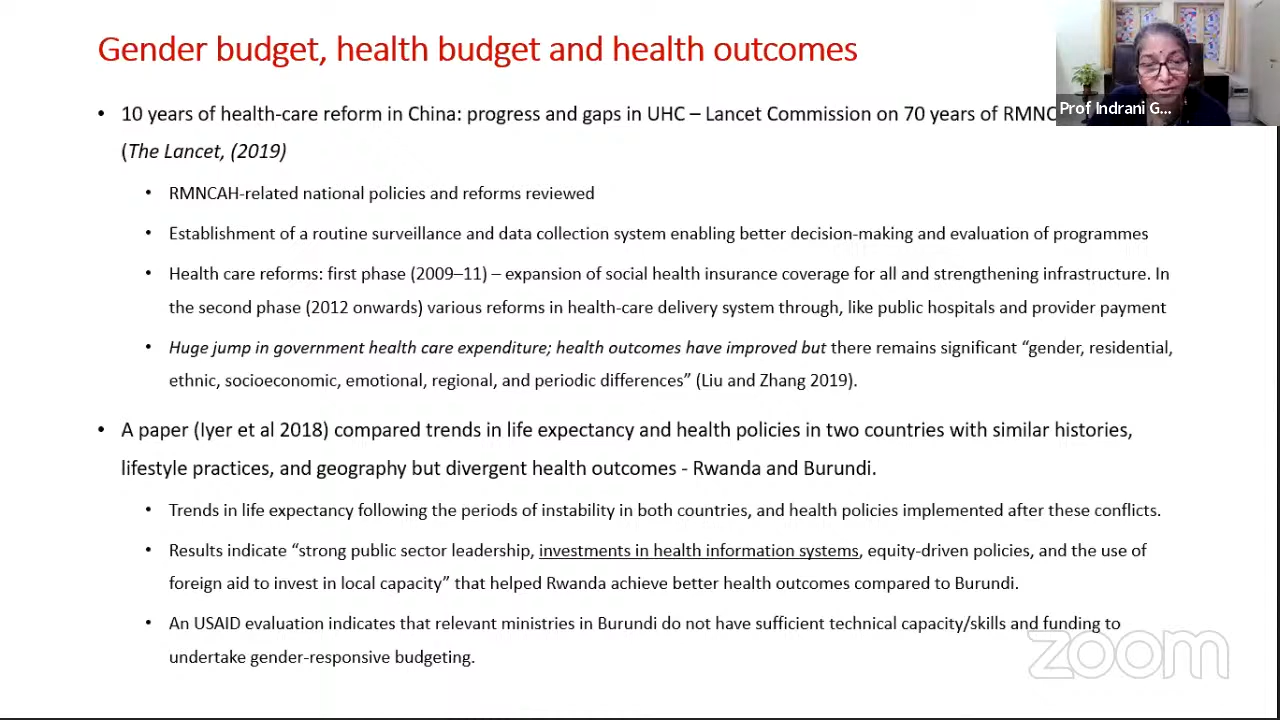 Gender budget, health budget and health outcomes
Prof Indrani G...
• 10 years of health-care reform in China: progress and gaps in UHC – Lancet Commission on 70 years of RMNC
(The Lancet, (2019)
• RMNCAH-related national policies and reforms reviewed
• Establishment of a routine surveillance and data collection system enabling better decision-making and evaluation of programmes
• Health care reforms: first phase (2009–11) – expansion of social health insurance coverage for all and strengthening infrastructure. In
the second phase (2012 onwards) various reforms in health-care delivery system through, like public hospitals and provider payment
• Huge jump in government health care expenditure; health outcomes have improved but there remains significant “gender, residential,
ethnic, socioeconomic, emotional, regional, and periodic differences” (Liu and Zhang 2019).
• A paper (Iyer et al 2018) compared trends in life expectancy and health policies in two countries with similar histories,
lifestyle practices, and geography but divergent health outcomes - Rwanda and Burundi.
• Trends in life expectancy following the periods of instability in both countries, and health policies implemented after these conflicts.
• Results indicate “strong public sector leadership, investments in health information systems, equity-driven policies, and the use of
foreign aid to invest in local capacity” that helped Rwanda achieve better health outcomes compared to Burundi.
• An USAID evaluation indicates that relevant ministries in Burundi do not have sufficient technical capacity/skills and funding to
undertake gender-responsive budgeting.
zoom